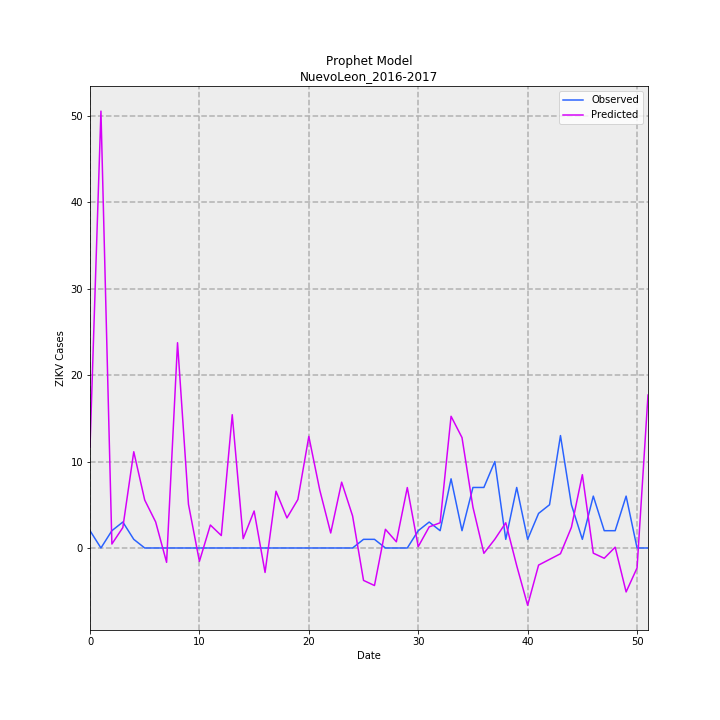 Prophet Model
NuevoLeon_2016-2017
Observed
Predicted
50
40
30
20
10
0
ZIKV Cases
0 10 20 30 40 50
Date